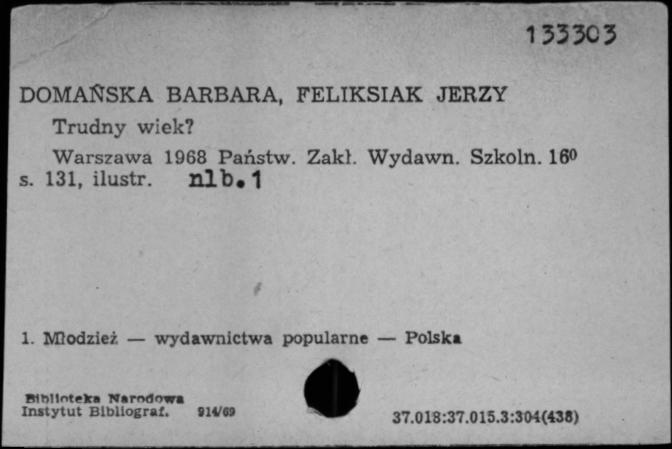 133303
DOMAŃSKA BARBARA, FELIKSIAK JERZY
Trudny wiek?
Warszawa 1968 Państw. Zakł. Wydawn. Szkoln. 16⁰
s. 131, ilustr. nlb.1
1. Młodzież — wydawnictwa popularne — Polska
Biblioteka Narodowa
Instytut Bibliograf. 914/69
37.018:37.015.3:304(438)